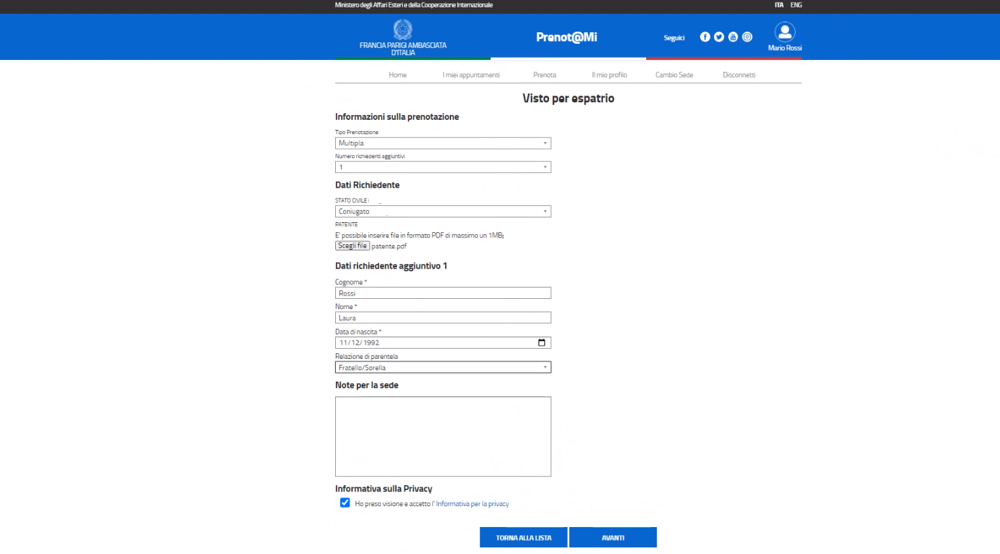 Ministero degli Affari Esteri e della Cooperazione Internazionale
ITA ENG
FRANCIA PARIGI AMBASCIATA
D'ITALIA
Prenot@Mi
Seguici
Mario Rossi
Home I miei appuntamenti Prenota Il mio profilo Cambio Sede Disconnetti
Visto per espatrio
Informazioni sulla prenotazione
Tipo Prenotazione
Multipla
Numero richiedenti aggiuntivi
1
Dati Richiedente
STATO CIVILE
Coniugato
PATENTE
E' possibile inserire file in formato PDF di massimo un 1MB;
Scegli file patente.pdf
Dati richiedente aggiuntivo 1
Cognome *
Rossi
Nome *
Laura
Data di nascita *
11/12/1992
Relazione di parentela
Fratello/Sorella
Note per la sede
Informativa sulla Privacy
Ho preso visione e accetto l' Informativa per la privacy
TORNA ALLA LISTA AVANTI